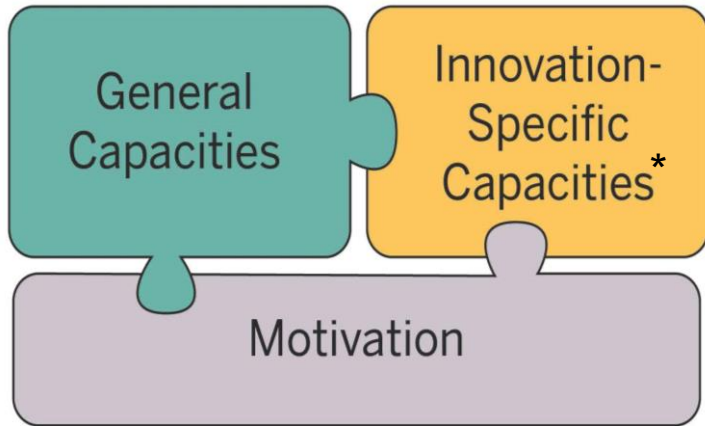 General
Capacities
Innovation-
Specific
Capacities*
Motivation